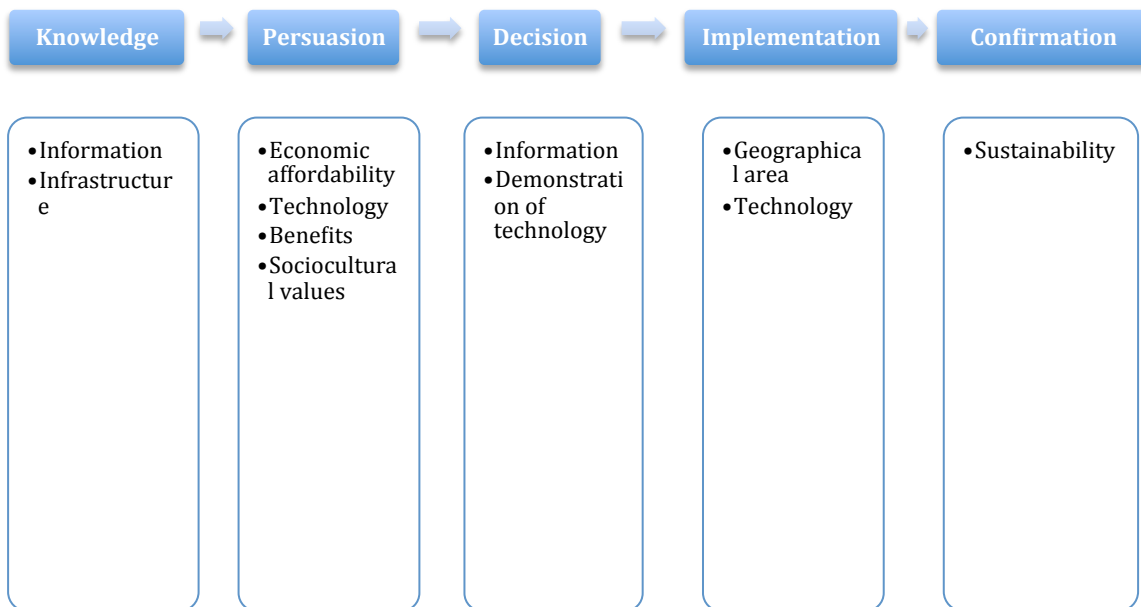 Knowledge
Persuasion
Decision
Implementation
Confirmation
•Information
•Infrastructur
e
•Economic
affordability
•Technology
•Benefits
•Sociocultura
l values
•Information
•Demonstrati
on of
technology
•Geographica
l area
•Technology
•Sustainability